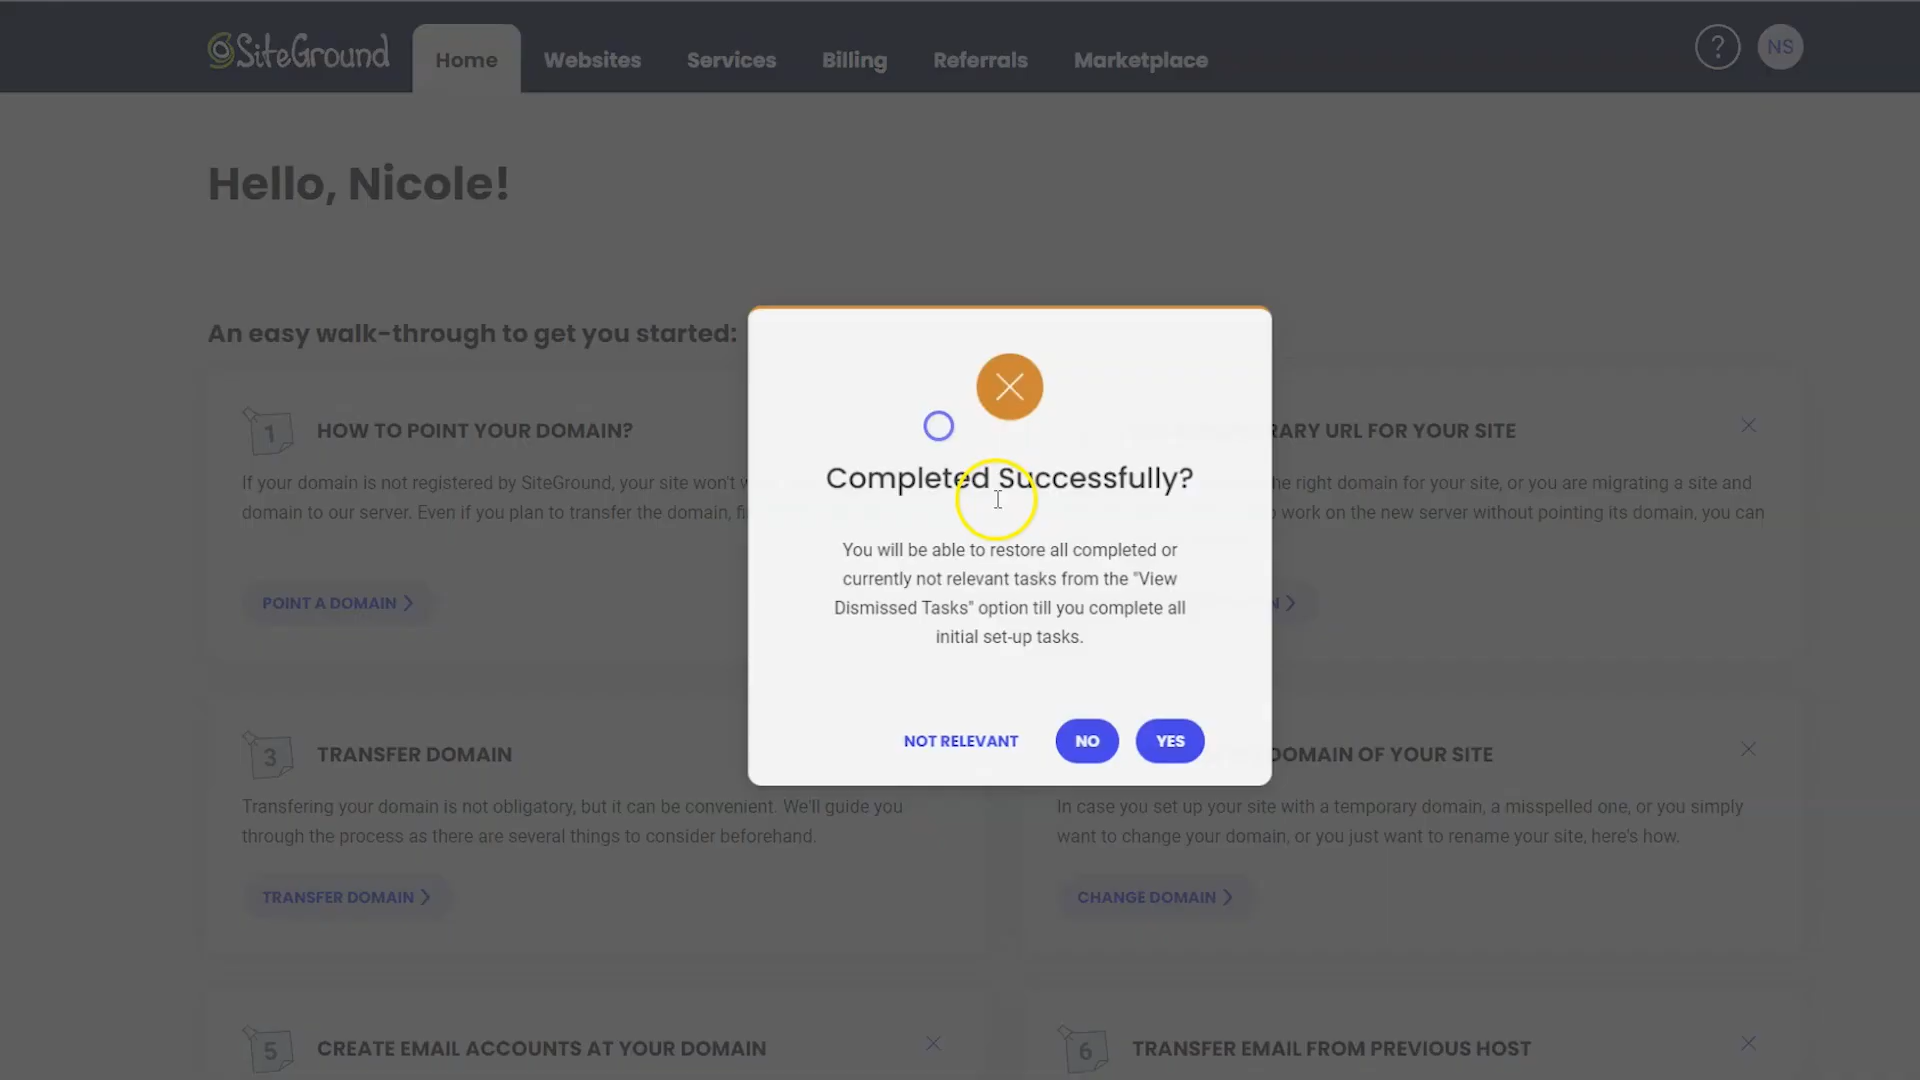 SiteGround
Home
Websites
Services
Billing
Referrals
Marketplace
?
NS
Hello, Nicole!
An easy walk-through to get you started:
1
HOW TO POINT YOUR DOMAIN?
If your domain is not registered by SiteGround, your site won't
domain to our server. Even if you plan to transfer the domain,
POINT A DOMAIN
RARY URL FOR YOUR SITE
he right domain for your site, or you are migrating a site and
work on the new server without pointing its domain, you can
N
Completed Successfully?
You will be able to restore all completed or
currently not relevant tasks from the "View
Dismissed Tasks" option till you complete all
initial set-up tasks.
NOT RELEVANT
NO
YES
3
TRANSFER DOMAIN
Transfering your domain is not obligatory, but it can be convenient. We'll guide you
through the process as there are several things to consider beforehand.
TRANSFER DOMAIN
DOMAIN OF YOUR SITE
In case you set up your site with a temporary domain, a misspelled one, or you simply
want to change your domain, or you just want to rename your site, here's how.
CHANGE DOMAIN
5
CREATE EMAIL ACCOUNTS AT YOUR DOMAIN
6
TRANSFER EMAIL FROM PREVIOUS HOST